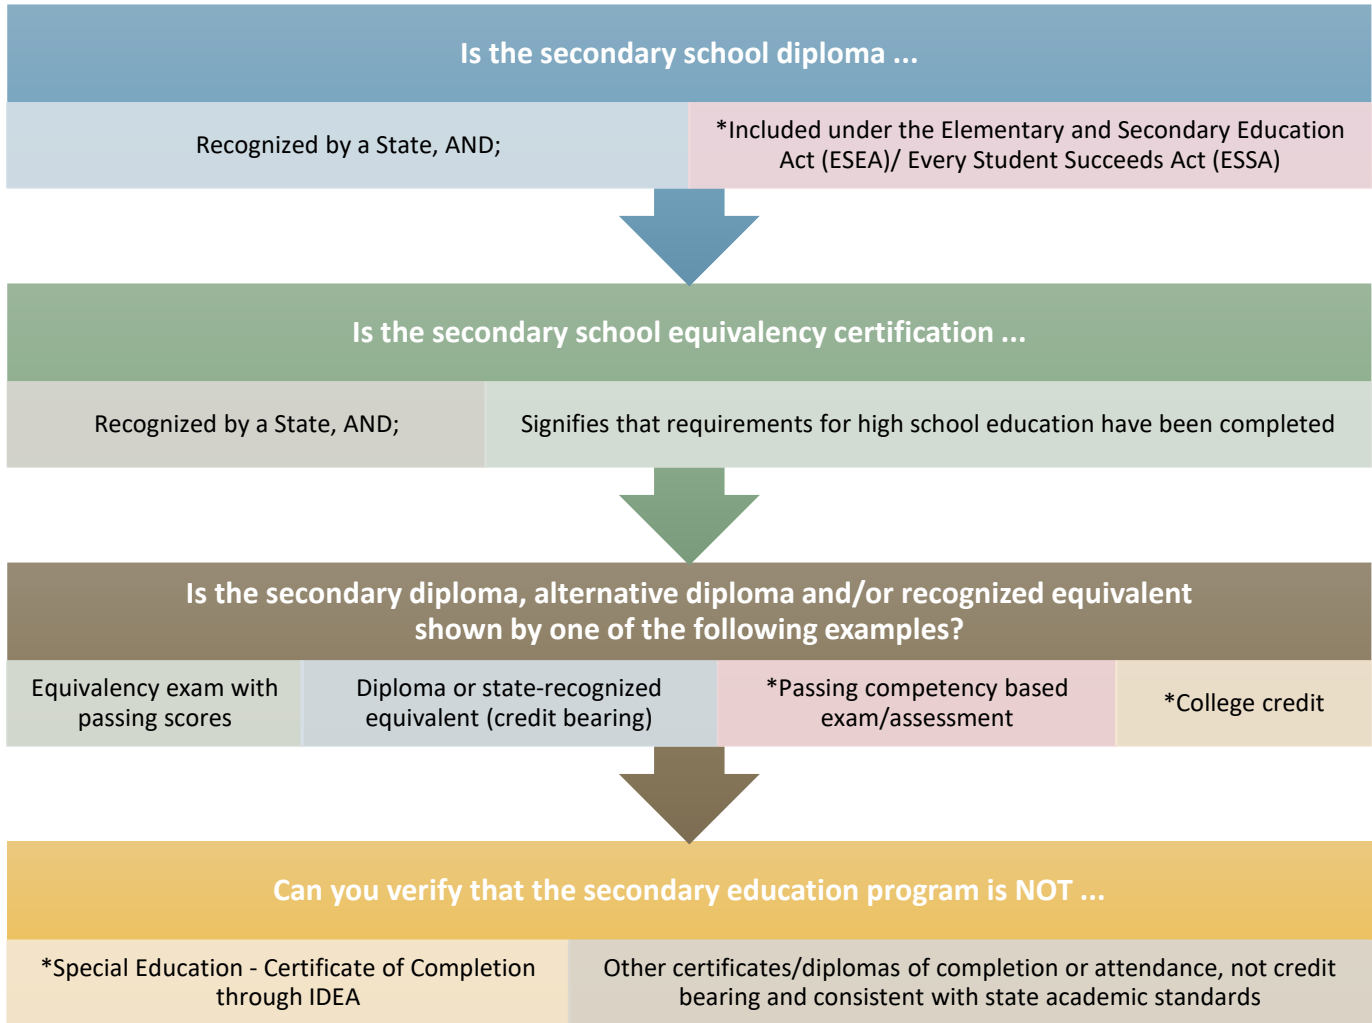 Is the secondary school diploma ...
Recognized by a State, AND;
*Included under the Elementary and Secondary Education
Act (ESEA)/ Every Student Succeeds Act (ESSA)
Is the secondary school equivalency certification ...
Recognized by a State, AND;
Signifies that requirements for high school education have been completed
Is the secondary diploma, alternative diploma and/or recognized equivalent
shown by one of the following examples?
Equivalency exam with
passing scores
Diploma or state-recognized
equivalent (credit bearing)
*Passing competency based
exam/assessment
*College credit
Can you verify that the secondary education program is NOT ...
*Special Education - Certificate of Completion
through IDEA
Other certificates/diplomas of completion or attendance, not credit
bearing and consistent with state academic standards